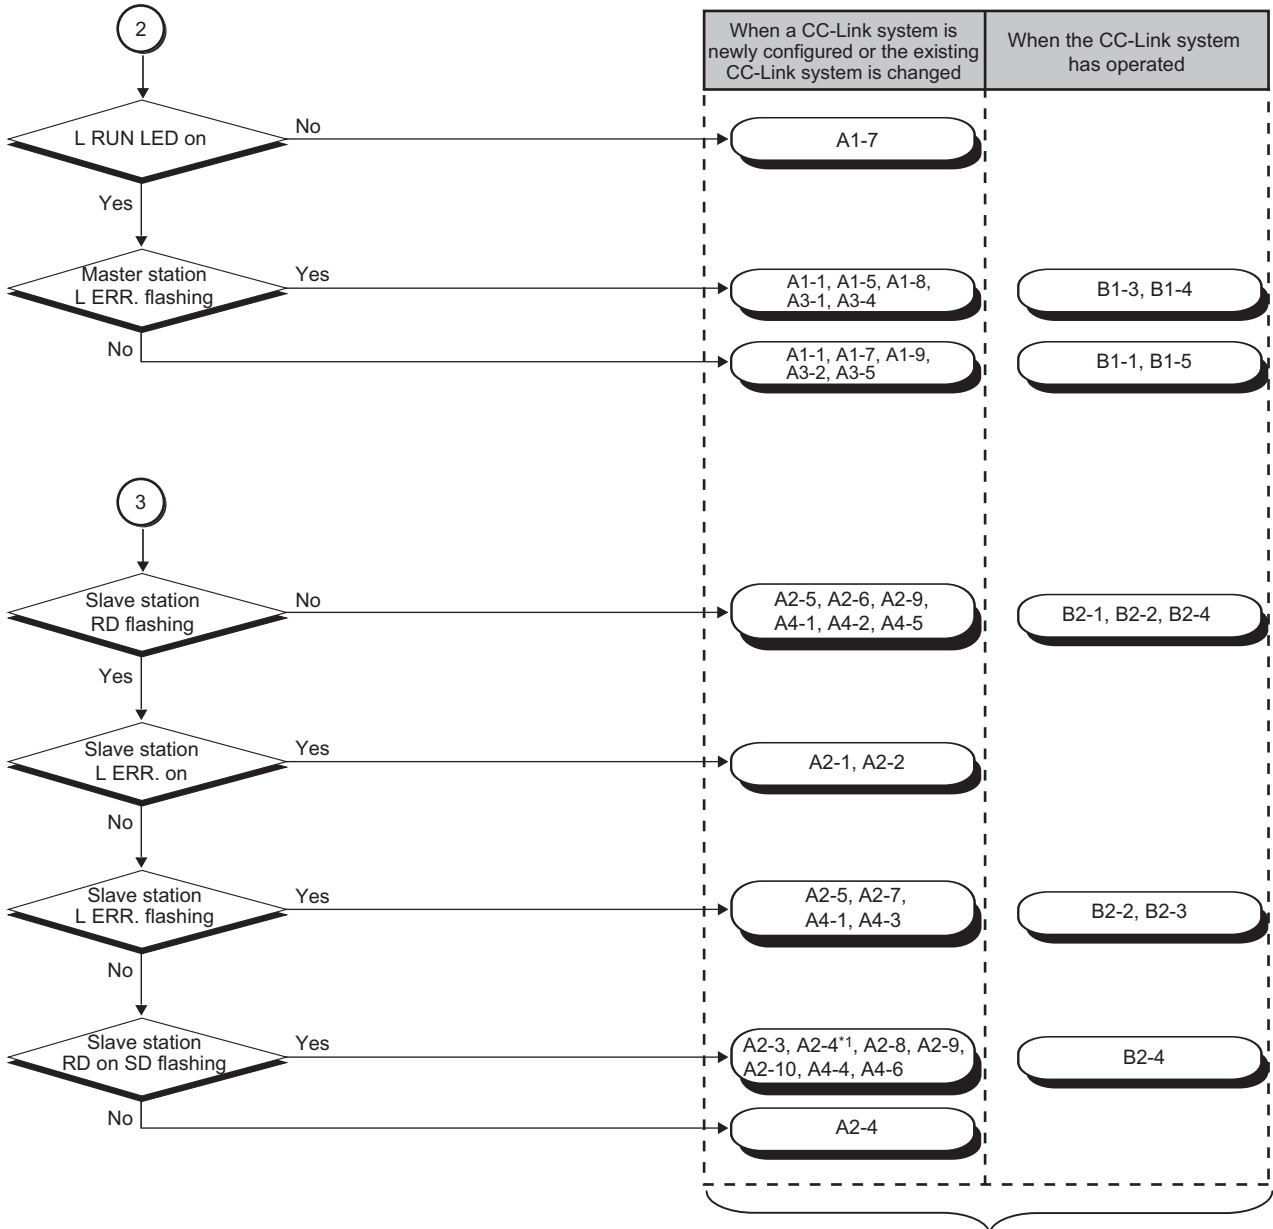 2
When a CC-Link system is
newly configured or the existing
CC-Link system is changed
When the CC-Link system
has operated
L RUN LED on
No
A1-7
Yes
Master station
L ERR. flashing
Yes
A1-1, A1-5, A1-8,
A3-1, A3-4
B1-3, B1-4
No
A1-1, A1-7, A1-9,
A3-2, A3-5
B1-1, B1-5
3
Slave station
RD flashing
No
A2-5, A2-6, A2-9,
A4-1, A4-2, A4-5
B2-1, B2-2, B2-4
Yes
Slave station
L ERR. on
Yes
A2-1, A2-2
No
Slave station
L ERR. flashing
Yes
A2-5, A2-7,
A4-1, A4-3
B2-2, B2-3
No
Slave station
RD on SD flashing
Yes
A2-3, A2-4*1, A2-8, A2-9,
A2-10, A4-4, A4-6
B2-4
No
A2-4